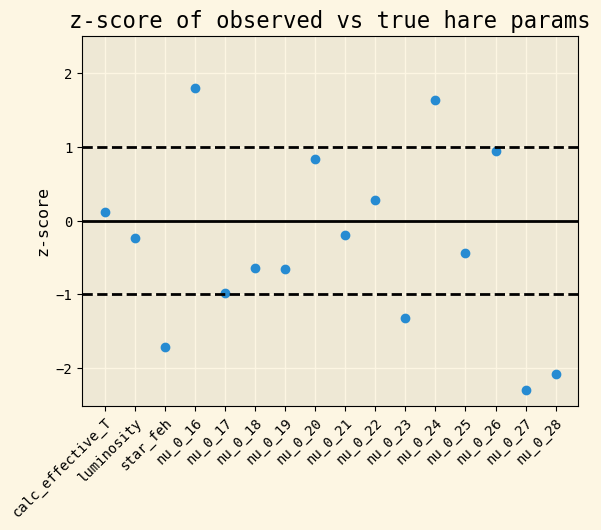 z-score of observed vs true hare params
z-score
2
1
0
−1
−2
calc_effective_T
luminosity
star_feh
nu_0_16
nu_0_17
nu_0_18
nu_0_19
nu_0_20
nu_0_21
nu_0_22
nu_0_23
nu_0_24
nu_0_25
nu_0_26
nu_0_27
nu_0_28